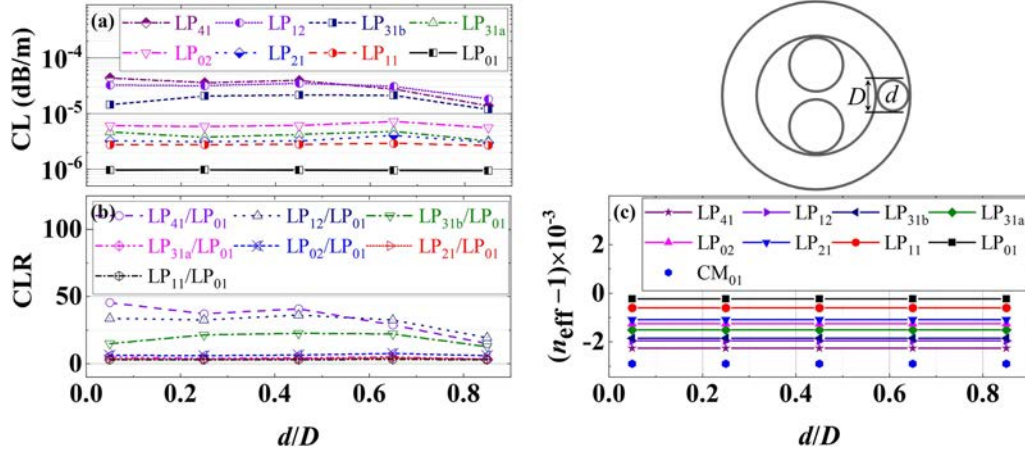 (a) LP₄₁ LP₁₂ LP₃₁b LP₃₁a
LP₀₂ LP₂₁ LP₁₁ LP₀₁
CL (dB/m)
10⁻⁴
10⁻⁵
10⁻⁶
D d
(b) LP₄₁/LP₀₁ LP₁₂/LP₀₁ LP₃₁b/LP₀₁
LP₃₁a/LP₀₁ LP₀₂/LP₀₁ LP₂₁/LP₀₁
LP₁₁/LP₀₁
CLR
100
50
0
0.0 0.2 0.4 0.6 0.8
d/D
(c)
LP₄₁ LP₁₂ LP₃₁b LP₃₁a
LP₀₂ LP₂₁ LP₁₁ LP₀₁
CM₀₁
(n_eff −1)×10⁻³
2
0
-2
0.0 0.2 0.4 0.6 0.8
d/D